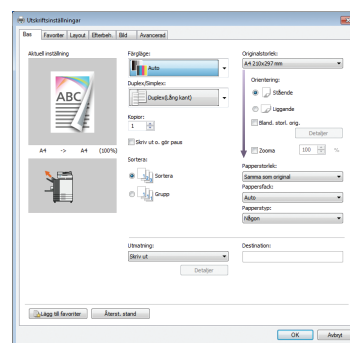 Utskriftsinställningar
Bas Favoriter Layout Efterbeh. Bild Avancerad
Aktuell inställning
ABC
A4 -> A4 (100%)
Färgläge:
Auto
Duplex/Simplex:
Duplex(Lång kant)
Kopior:
1
Skriv ut o. gör paus
Sortera:
Sortera
Grupp
Utmatning:
Skriv ut
Detaljer
Originalstorlek:
A4 210x297 mm
Orientering:
Stående
Liggande
Bland. storl. orig.
Detaljer
Zooma 100 %
Pappersstorlek:
Samma som original
Pappersfack:
Auto
Papperstyp:
Någon
Destination:
Lägg till favoriter Återst. stand
OK Avbryt